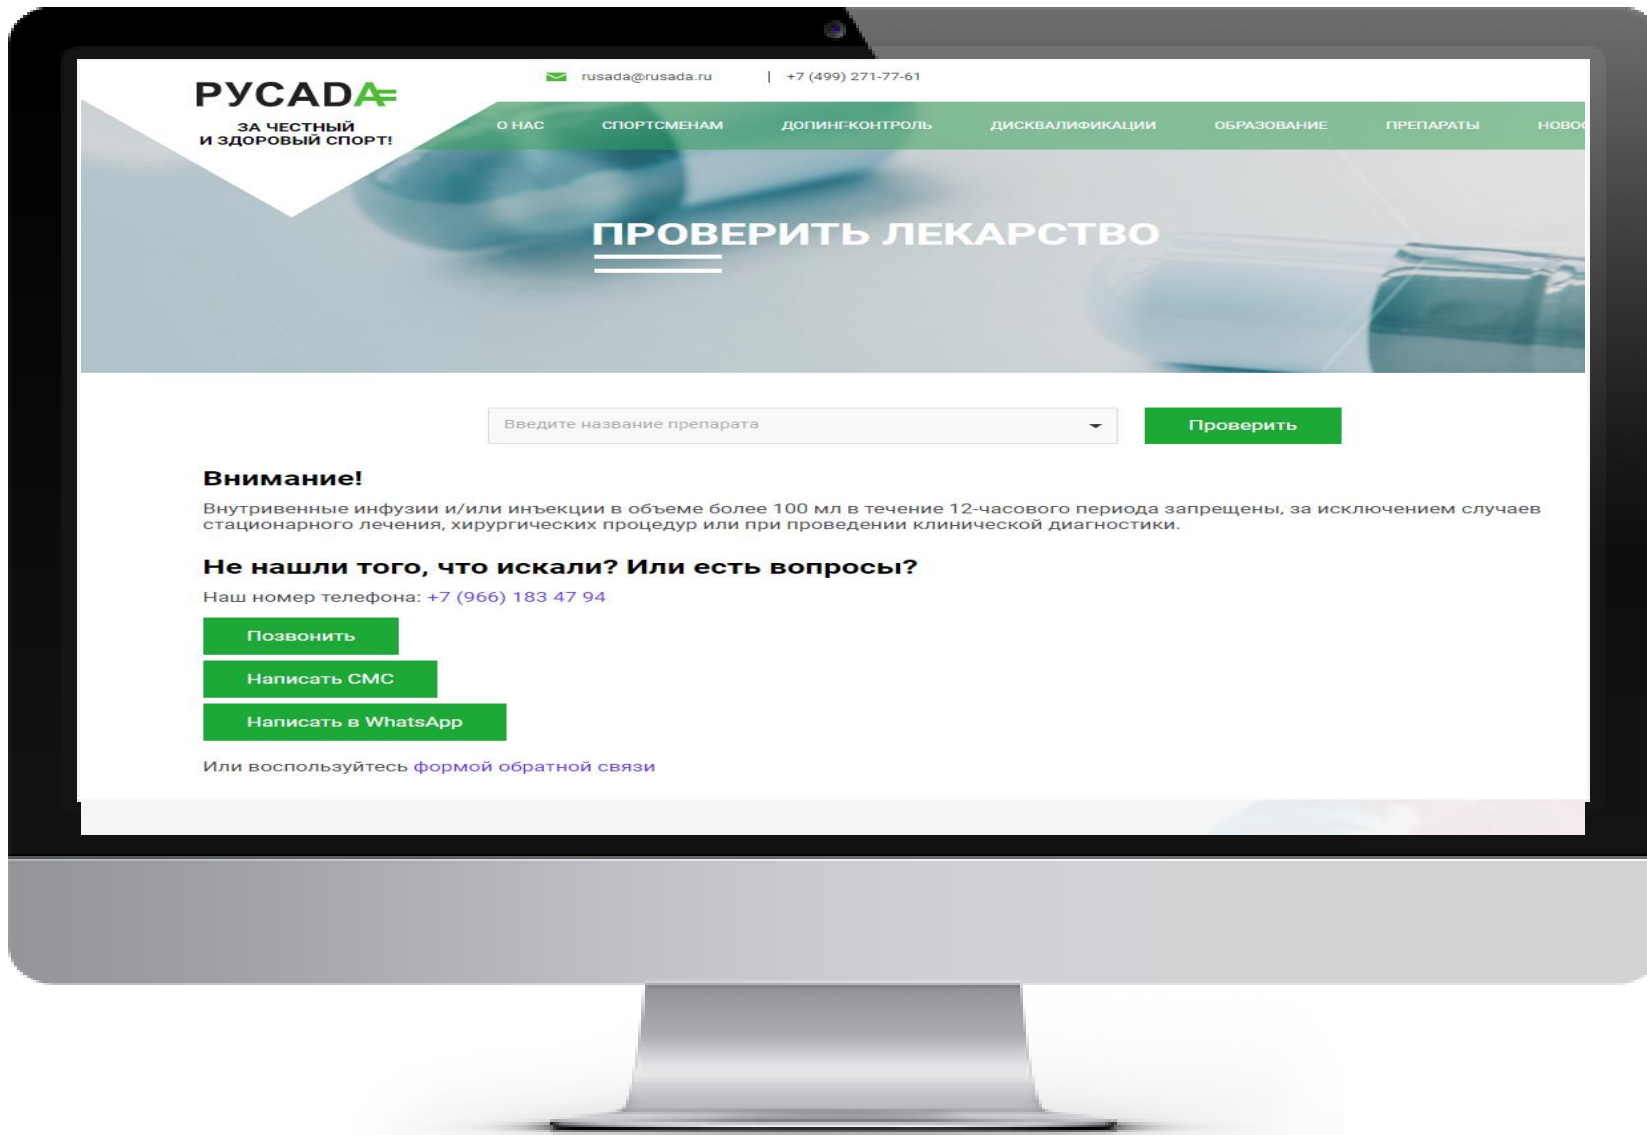 РУСАДА
ЗА ЧЕСТНЫЙ
И ЗДОРОВЫЙ СПОРТ!
rusada@rusada.ru | +7 (499) 271-77-61
О НАС СПОРТСМЕНАМ ДОПИНГ-КОНТРОЛЬ ДИСКВАЛИФИКАЦИИ ОБРАЗОВАНИЕ ПРЕПАРАТЫ НОВОС
ПРОВЕРИТЬ ЛЕКАРСТВО
Введите название препарата Проверить
Внимание!
Внутривенные инфузии и/или инъекции в объеме более 100 мл в течение 12-часового периода запрещены, за исключением случаев
стационарного лечения, хирургических процедур или при проведении клинической диагностики.
Не нашли того, что искали? Или есть вопросы?
Наш номер телефона: +7 (966) 183 47 94
Позвонить
Написать СМС
Написать в WhatsApp
Или воспользуйтесь формой обратной связи